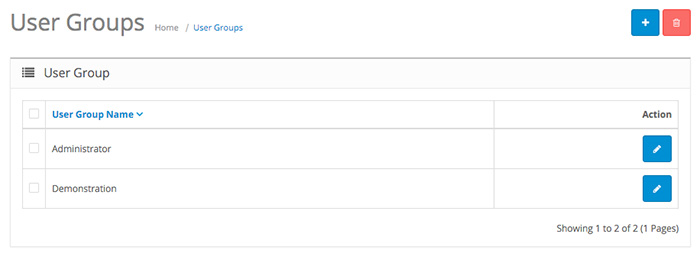 User Groups Home / User Groups
User Group
User Group Name Action
Administrator
Demonstration
Showing 1 to 2 of 2 (1 Pages)